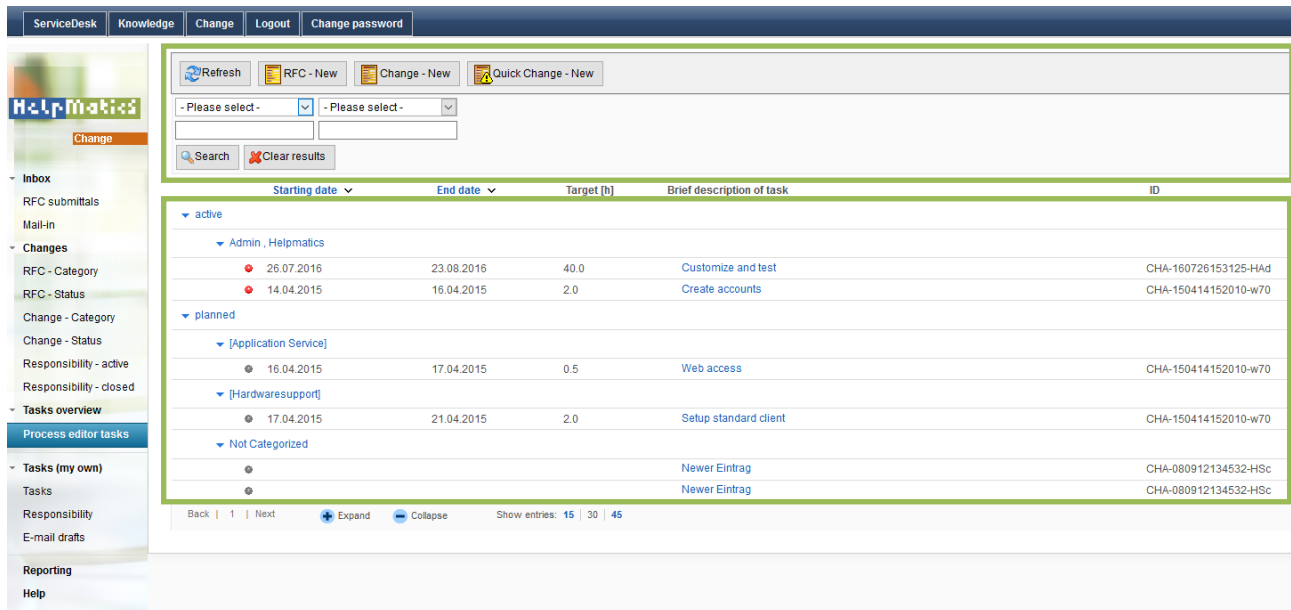 ServiceDesk Knowledge Change Logout Change password
HelpMatics
Change
Inbox
RFC submittals
Mail-in
Changes
RFC - Category
RFC - Status
Change - Category
Change - Status
Responsibility - active
Responsibility - closed
Tasks overview
Process editor tasks
Tasks (my own)
Tasks
Responsibility
E-mail drafts
Reporting
Help
Refresh RFC - New Change - New Quick Change - New
- Please select - - Please select -
Search Clear results
Starting date End date Target [h] Brief description of task ID
active
Admin , Helpmatics
26.07.2016 23.08.2016 40.0 Customize and test CHA-160726153125-HAd
14.04.2015 16.04.2015 2.0 Create accounts CHA-150414152010-w70
planned
[Application Service]
16.04.2015 17.04.2015 0.5 Web access CHA-150414152010-w70
[Hardwaresupport]
17.04.2015 21.04.2015 2.0 Setup standard client CHA-150414152010-w70
Not Categorized
Newer Eintrag CHA-080912134532-HSc
Newer Eintrag CHA-080912134532-HSc
Back | 1 | Next Expand Collapse Show entries: 15 | 30 | 45